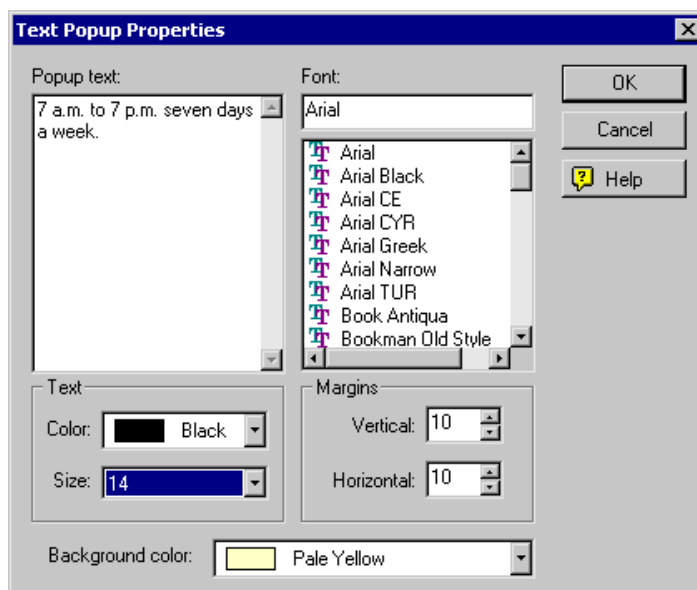 Text Popup Properties
Popup text:
7 a.m. to 7 p.m. seven days
a week.
Font:
Arial
Arial
Arial Black
Arial CE
Arial CYR
Arial Greek
Arial Narrow
Arial TUR
Book Antiqua
Bookman Old Style
OK
Cancel
? Help
Text
Color: Black
Size: 14
Margins
Vertical: 10
Horizontal: 10
Background color: Pale Yellow